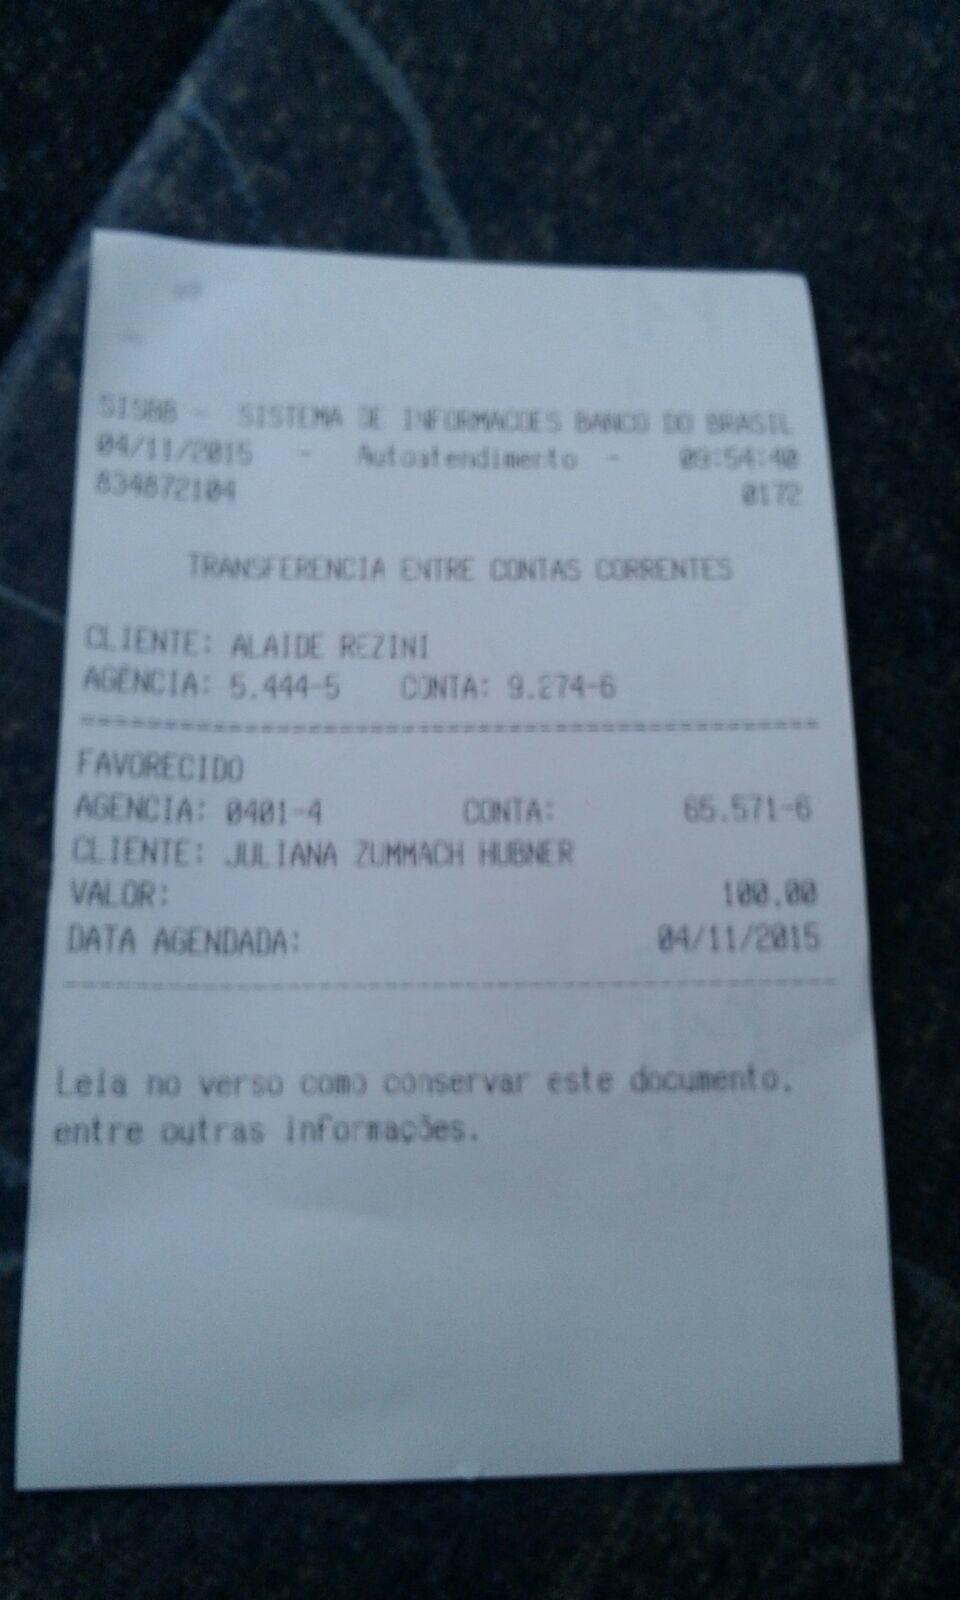 SISBB - SISTEMA DE INFORMACOES BANCO DO BRASIL
04/11/2015 - Autoatendimento - 09:54:40
834872104 0172
TRANSFERENCIA ENTRE CONTAS CORRENTES
CLIENTE: ALAIDE REZINI
AGENCIA: 5.444-5 CONTA: 9.274-6
================================================
FAVORECIDO
AGENCIA: 0401-4 CONTA: 65.571-6
CLIENTE: JULIANA ZUMMACH HUBNER
VALOR: 100,00
DATA AGENDADA: 04/11/2015
------------------------------------------------
Leia no verso como conservar este documento,
entre outras informações.